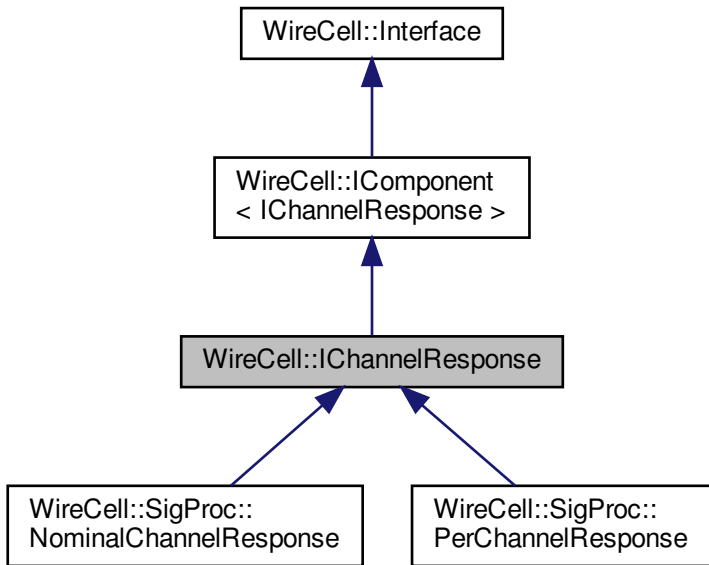 WireCell::Interface
WireCell::IComponent
< IChannelResponse >
WireCell::IChannelResponse
WireCell::SigProc::
NominalChannelResponse
WireCell::SigProc::
PerChannelResponse